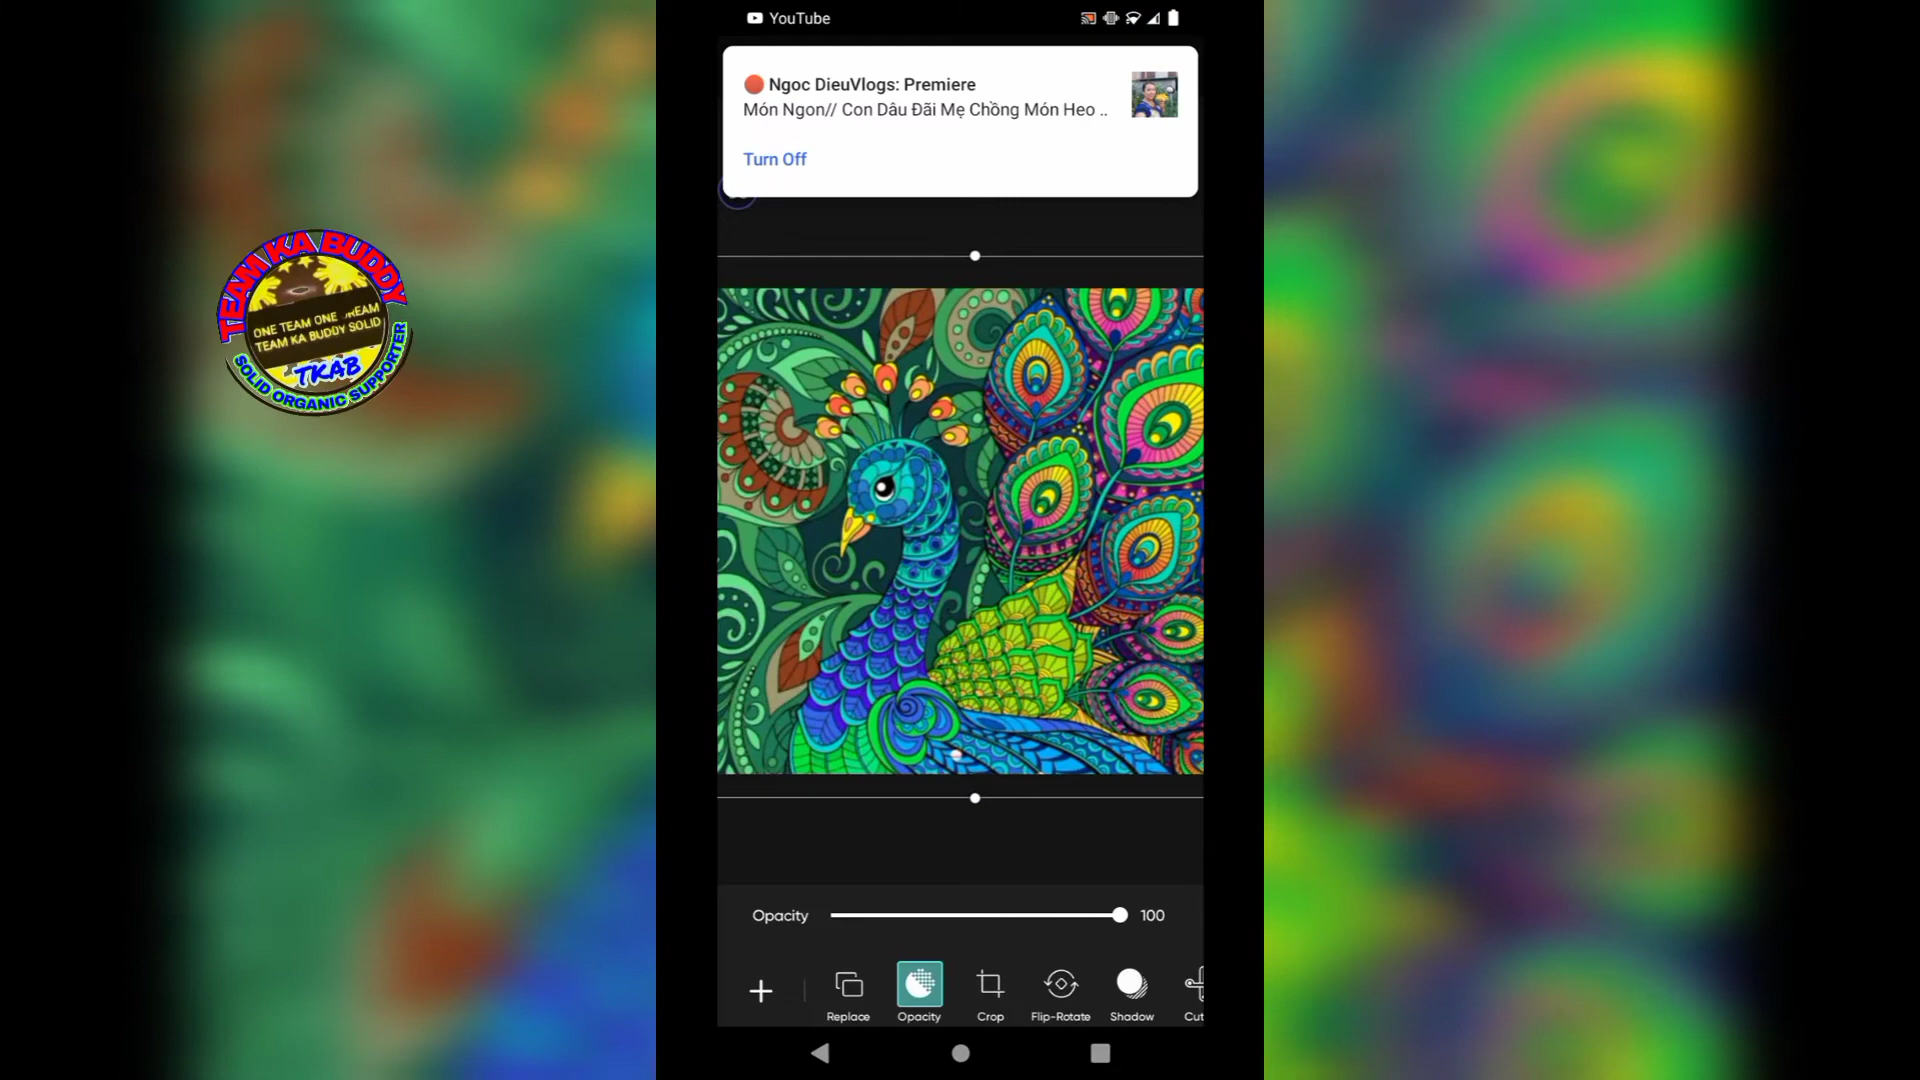 YouTube
Ngoc DieuVlogs: Premiere
Món Ngon// Con Dâu Đãi Mẹ Chồng Món Heo ..
Turn Off
TEAM KA BUDDY
ONE TEAM ONE DREAM
TEAM KA BUDDY SOLID
TKAB
SOLID ORGANIC SUPPORTER
Opacity 100
Replace Opacity Crop Flip-Rotate Shadow Cut